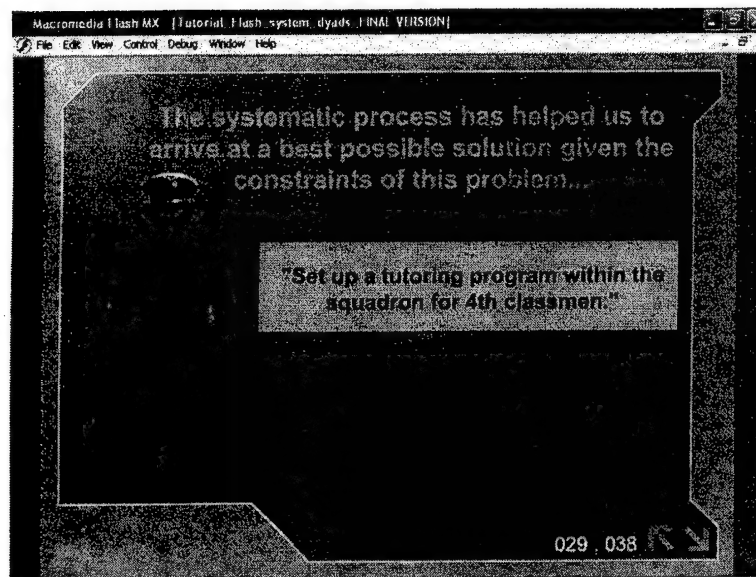 Macromedia Flash MX - [Tutorial_Flash_system_dyads_FINAL VERSION]
File Edit View Control Debug Window Help
The systematic process has helped us to
arrive at a best possible solution given the
constraints of this problem...
"Set up a tutoring program within the
squadron for 4th classmen."
029 . 038